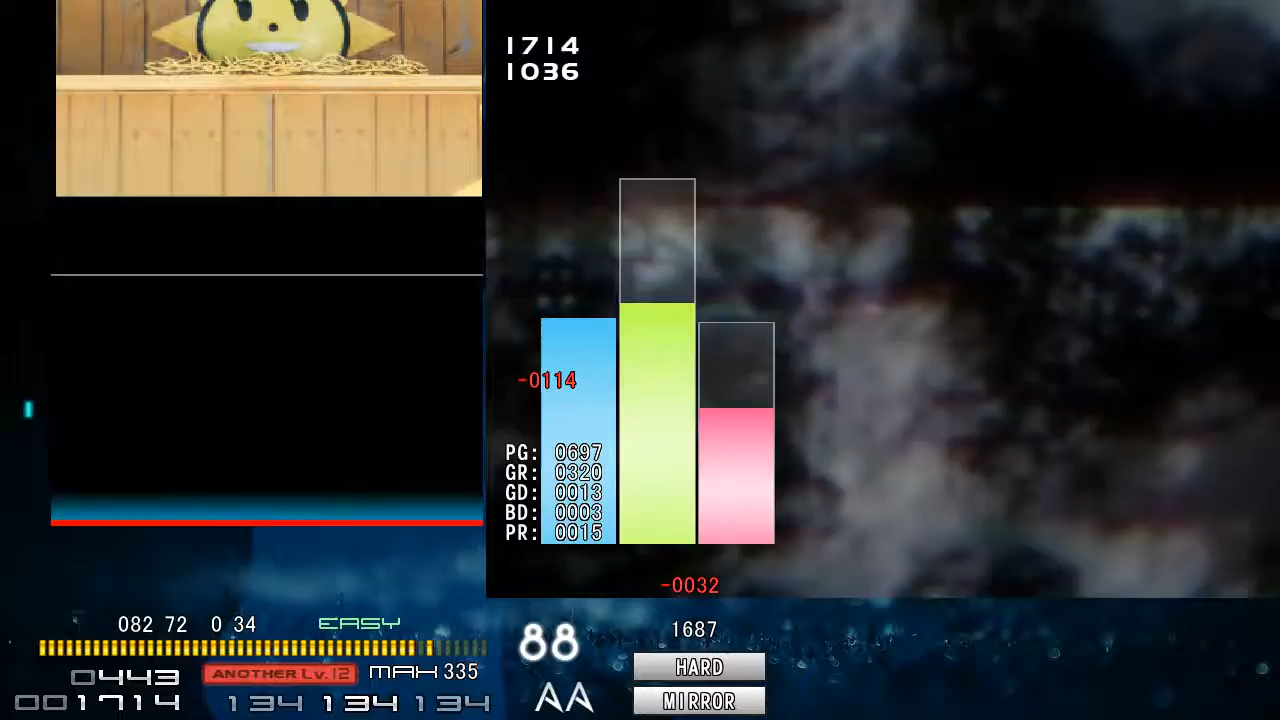 1714
1036
-0114
PG: 0697
GR: 0320
GD: 0013
BD: 0003
PR: 0015
-0032
082 72 0 34 EASY
88 1687
HARD
0443 ANOTHER Lv.12 MAX 335
001714 134 134 134
AA MIRROR